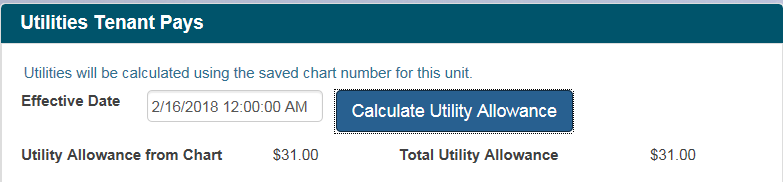 Utilities Tenant Pays
Utilities will be calculated using the saved chart number for this unit.
Effective Date 2/16/2018 12:00:00 AM Calculate Utility Allowance
Utility Allowance from Chart $31.00 Total Utility Allowance $31.00